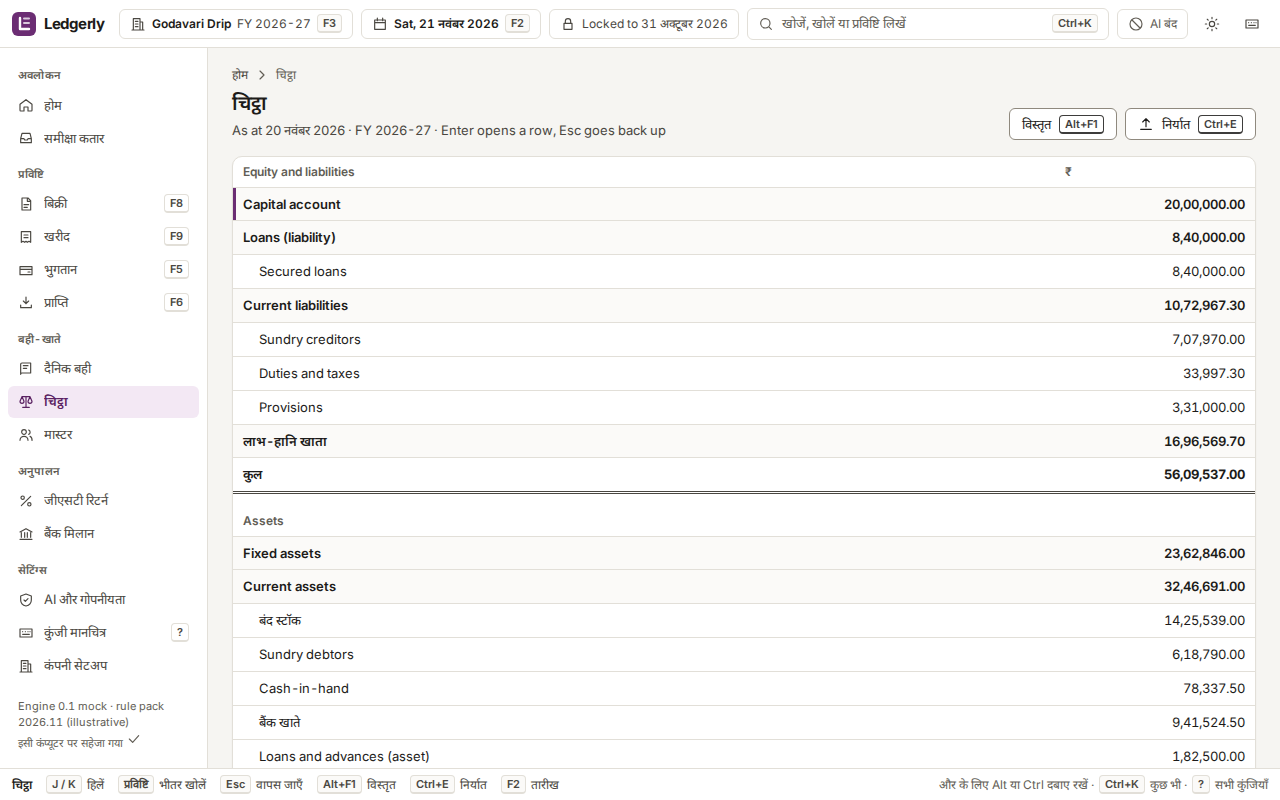 Ledgerly
Godavari Drip FY 2026-27 F3
Sat, 21 नवंबर 2026 F2
Locked to 31 अक्टूबर 2026
खोजें, खोलें या प्रविष्टि लिखें Ctrl+K
AI बंद
अवलोकन
होम
समीक्षा कतार
प्रविष्टि
बिक्री F8
खरीद F9
भुगतान F5
प्राप्ति F6
बही-खाते
दैनिक बही
चिट्ठा
मास्टर
अनुपालन
जीएसटी रिटर्न
बैंक मिलान
सेटिंग्स
AI और गोपनीयता
कुंजी मानचित्र ?
कंपनी सेटअप
Engine 0.1 mock · rule pack
2026.11 (illustrative)
इसी कंप्यूटर पर सहेजा गया
होम चिट्ठा
चिट्ठा
As at 20 नवंबर 2026 · FY 2026-27 · Enter opens a row, Esc goes back up
विस्तृत Alt+F1
निर्यात Ctrl+E
Equity and liabilities ₹
Capital account 20,00,000.00
Loans (liability) 8,40,000.00
Secured loans 8,40,000.00
Current liabilities 10,72,967.30
Sundry creditors 7,07,970.00
Duties and taxes 33,997.30
Provisions 3,31,000.00
लाभ-हानि खाता 16,96,569.70
कुल 56,09,537.00
Assets
Fixed assets 23,62,846.00
Current assets 32,46,691.00
बंद स्टॉक 14,25,539.00
Sundry debtors 6,18,790.00
Cash-in-hand 78,337.50
बैंक खाते 9,41,524.50
Loans and advances (asset) 1,82,500.00
चिट्ठा J / K हिलें प्रविष्टि भीतर खोलें Esc वापस जाएँ Alt+F1 विस्तृत Ctrl+E निर्यात F2 तारीख
और के लिए Alt या Ctrl दबाए रखें · Ctrl+K कुछ भी · ? सभी कुंजियाँ